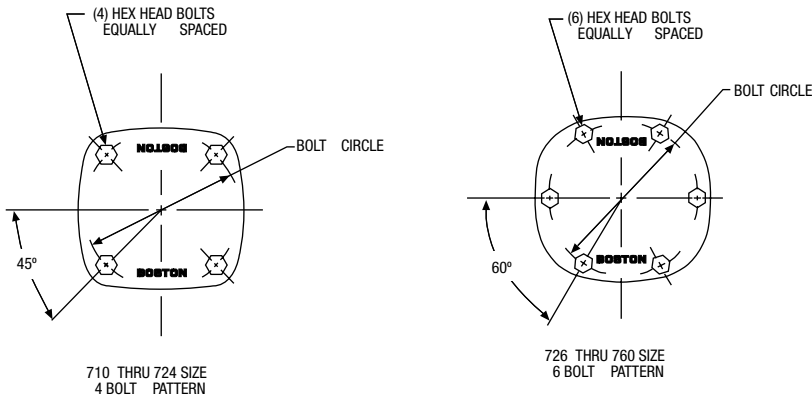 (4) HEX HEAD BOLTS
EQUALLY SPACED
BOSTON
BOLT CIRCLE
45º
BOSTON
710 THRU 724 SIZE
4 BOLT PATTERN
(6) HEX HEAD BOLTS
EQUALLY SPACED
BOLT CIRCLE
BOSTON
60º
BOSTON
726 THRU 760 SIZE
6 BOLT PATTERN